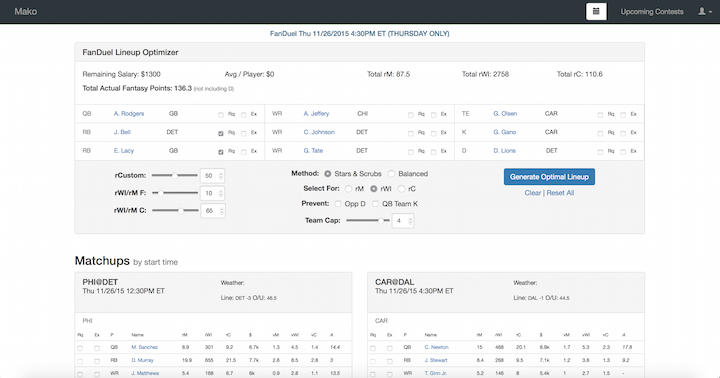 Mako Upcoming Contests
FanDuel Thu 11/26/2015 4:30PM ET (THURSDAY ONLY)
FanDuel Lineup Optimizer
Remaining Salary: $1300 Avg / Player: $0 Total rM: 87.5 Total rWI: 2758 Total rC: 110.6
Total Actual Fantasy Points: 136.3 (not including D)
QB A. Rodgers GB Rq Ex WR A. Jeffery CHI Rq Ex TE G. Olsen CAR Rq Ex
RB J. Bell DET Rq Ex WR C. Johnson DET Rq Ex K G. Gano CAR Rq Ex
RB E. Lacy GB Rq Ex WR G. Tate DET Rq Ex D D. Lions DET Rq Ex
rCustom: 50 Method: Stars & Scrubs Balanced Generate Optimal Lineup
rWI/rM F: 10 Select For: rM rWI rC Clear | Reset All
rWI/rM C: 65 Prevent: Opp D QB Team K
Team Cap: 4
Matchups by start time
PHI@DET Weather:
Thu 11/26/15 12:30PM ET
Line: DET -3 O/U: 46.5
PHI
Rq Ex P Name rM rWI rC $ vM vWI vC A
QB M. Sanchez 8.9 301 9.2 6.7k 1.3 4.5 1.4 14.4
RB D. Murray 19.9 655 21.5 7.7k 2.6 8.5 2.8 3
WR J. Matthews 5.4 168 6.7 6k 0.9 2.8 1.1 13.5
CAR@DAL Weather:
Thu 11/26/15 4:30PM ET
Line: DAL -1 O/U: 44.5
CAR
Rq Ex P Name rM rWI rC $ vM vWI vC A
QB C. Newton 15 468 20.1 8.8k 1.7 5.3 2.3 17.8
RB J. Stewart 8.4 268 9.5 7.1k 1.2 3.8 1.3 9.2
WR T. Ginn Jr. 5.2 146 8 5.4k 1 2.7 1.5 -